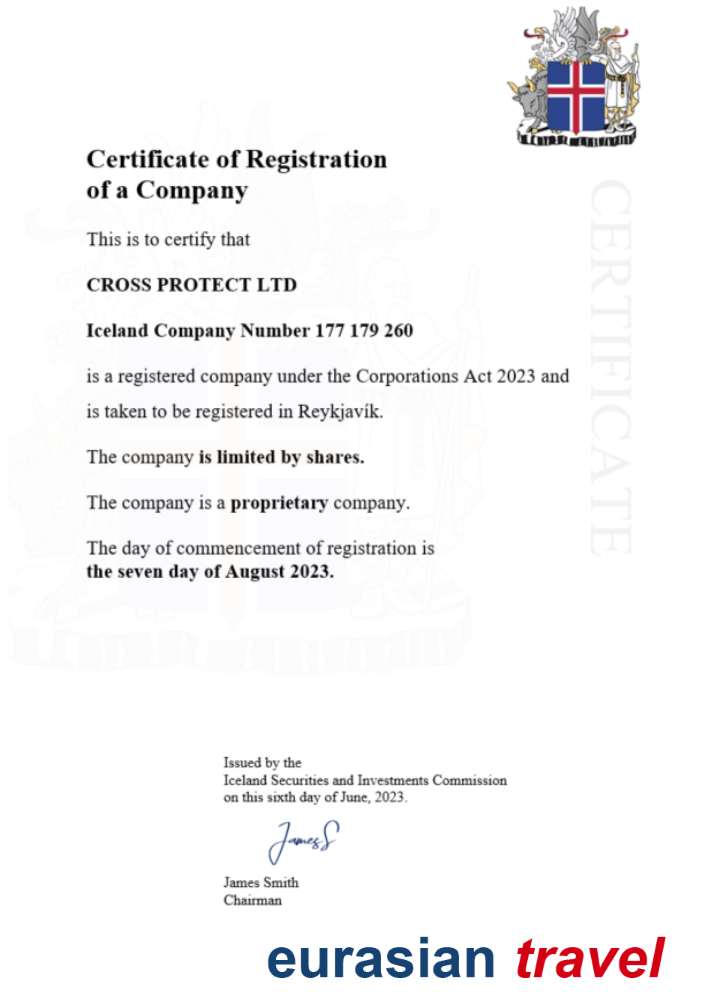 Certificate of Registration
of a Company
This is to certify that
CROSS PROTECT LTD
Iceland Company Number 177 179 260
is a registered company under the Corporations Act 2023 and
is taken to be registered in Reykjavík.
The company is limited by shares.
The company is a proprietary company.
The day of commencement of registration is
the seven day of August 2023.
CERTIFICATE
Issued by the
Iceland Securities and Investments Commission
on this sixth day of June, 2023.
JamesS
James Smith
Chairman
eurasian travel